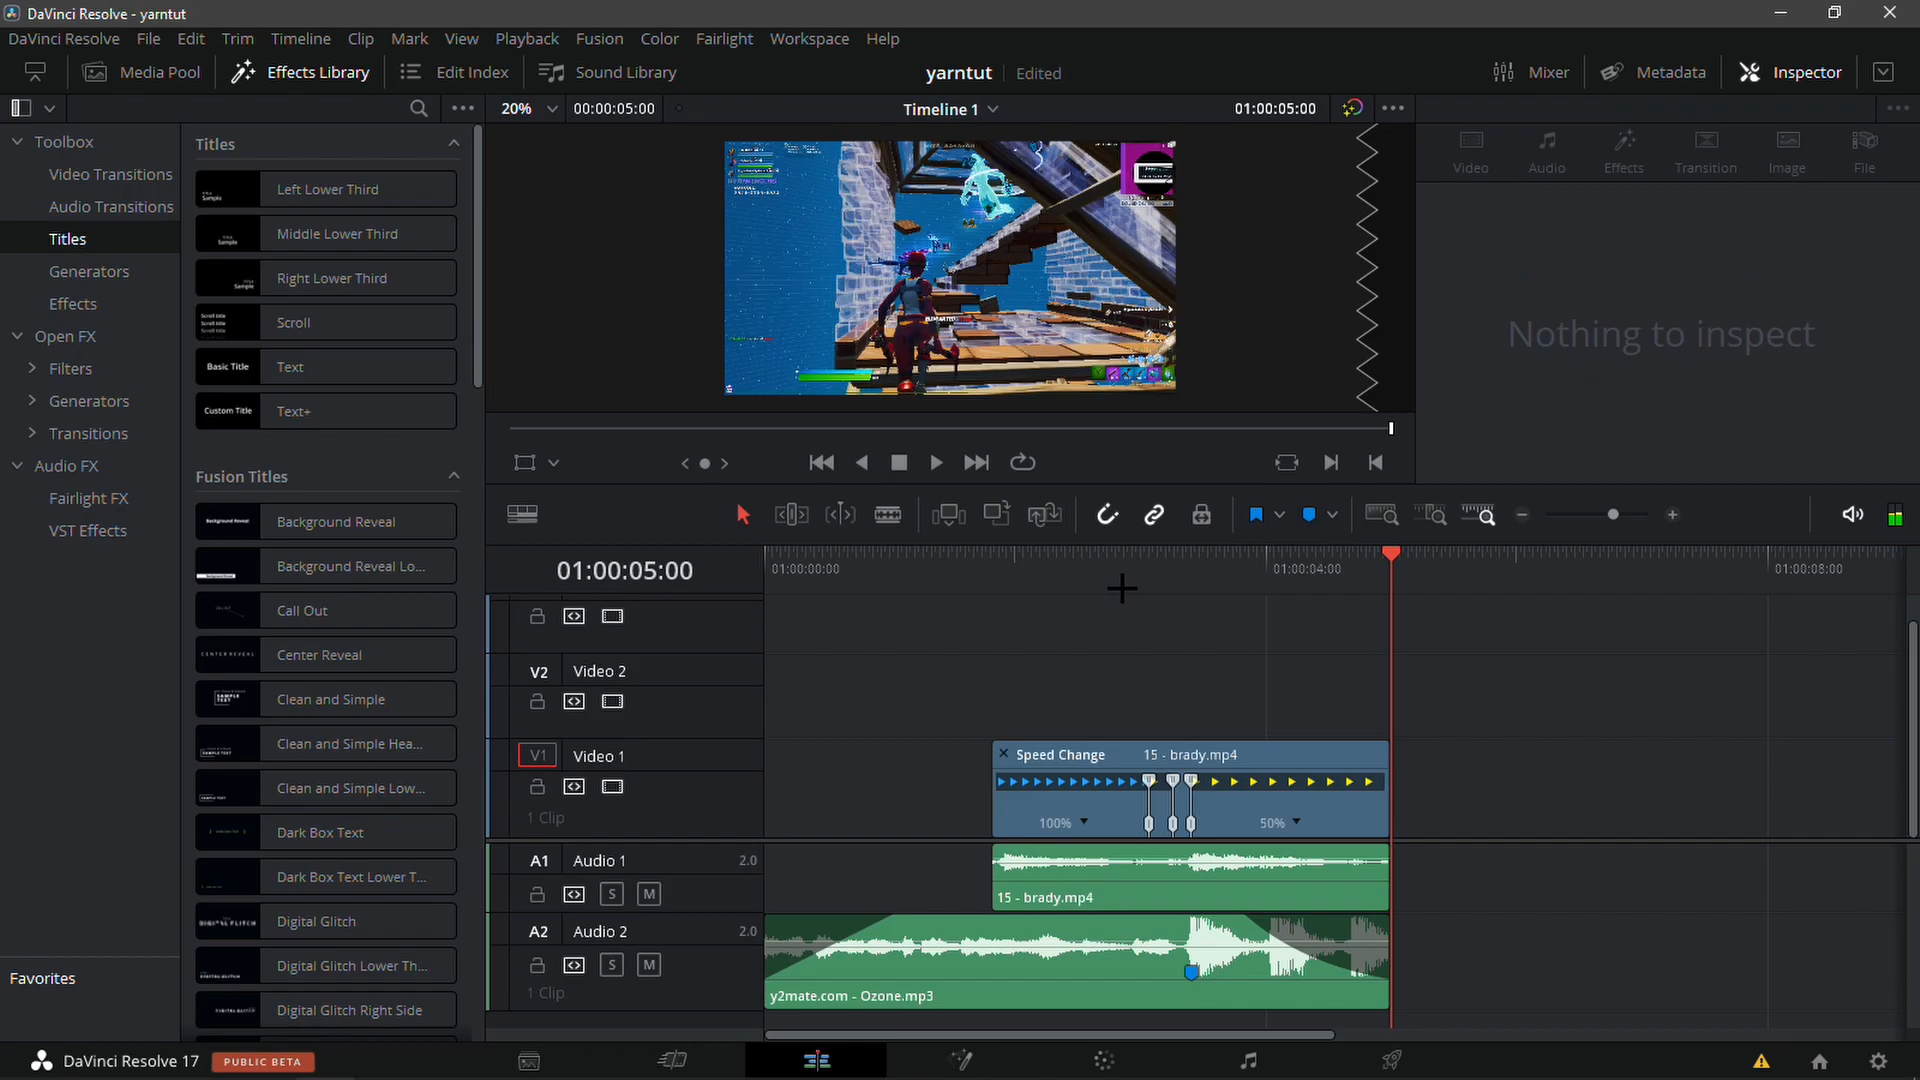 DaVinci Resolve - yarntut
DaVinci Resolve File Edit Trim Timeline Clip Mark View Playback Fusion Color Fairlight Workspace Help
Media Pool Effects Library Edit Index Sound Library yarntut Edited Mixer Metadata Inspector
20% 00:00:05:00 Timeline 1 01:00:05:00
Toolbox
Video Transitions
Audio Transitions
Titles
Generators
Effects
Open FX
Filters
Generators
Transitions
Audio FX
Fairlight FX
VST Effects
Favorites
Titles
Left Lower Third
Middle Lower Third
Right Lower Third
Scroll
Basic Title Text
Custom Title Text+
Fusion Titles
Background Reveal
Background Reveal Lo...
Call Out
Center Reveal
Clean and Simple
Clean and Simple Hea...
Clean and Simple Low...
Dark Box Text
Dark Box Text Lower T...
Digital Glitch
Digital Glitch Lower Th...
Digital Glitch Right Side
Video Audio Effects Transition Image File
Nothing to inspect
01:00:05:00
01:00:00:00 01:00:04:00 01:00:08:00
V2 Video 2
V1 Video 1
1 Clip
Speed Change 15 - brady.mp4
100% 50%
A1 Audio 1 2.0
S M
15 - brady.mp4
A2 Audio 2 2.0
S M
1 Clip
y2mate.com - Ozone.mp3
DaVinci Resolve 17 PUBLIC BETA